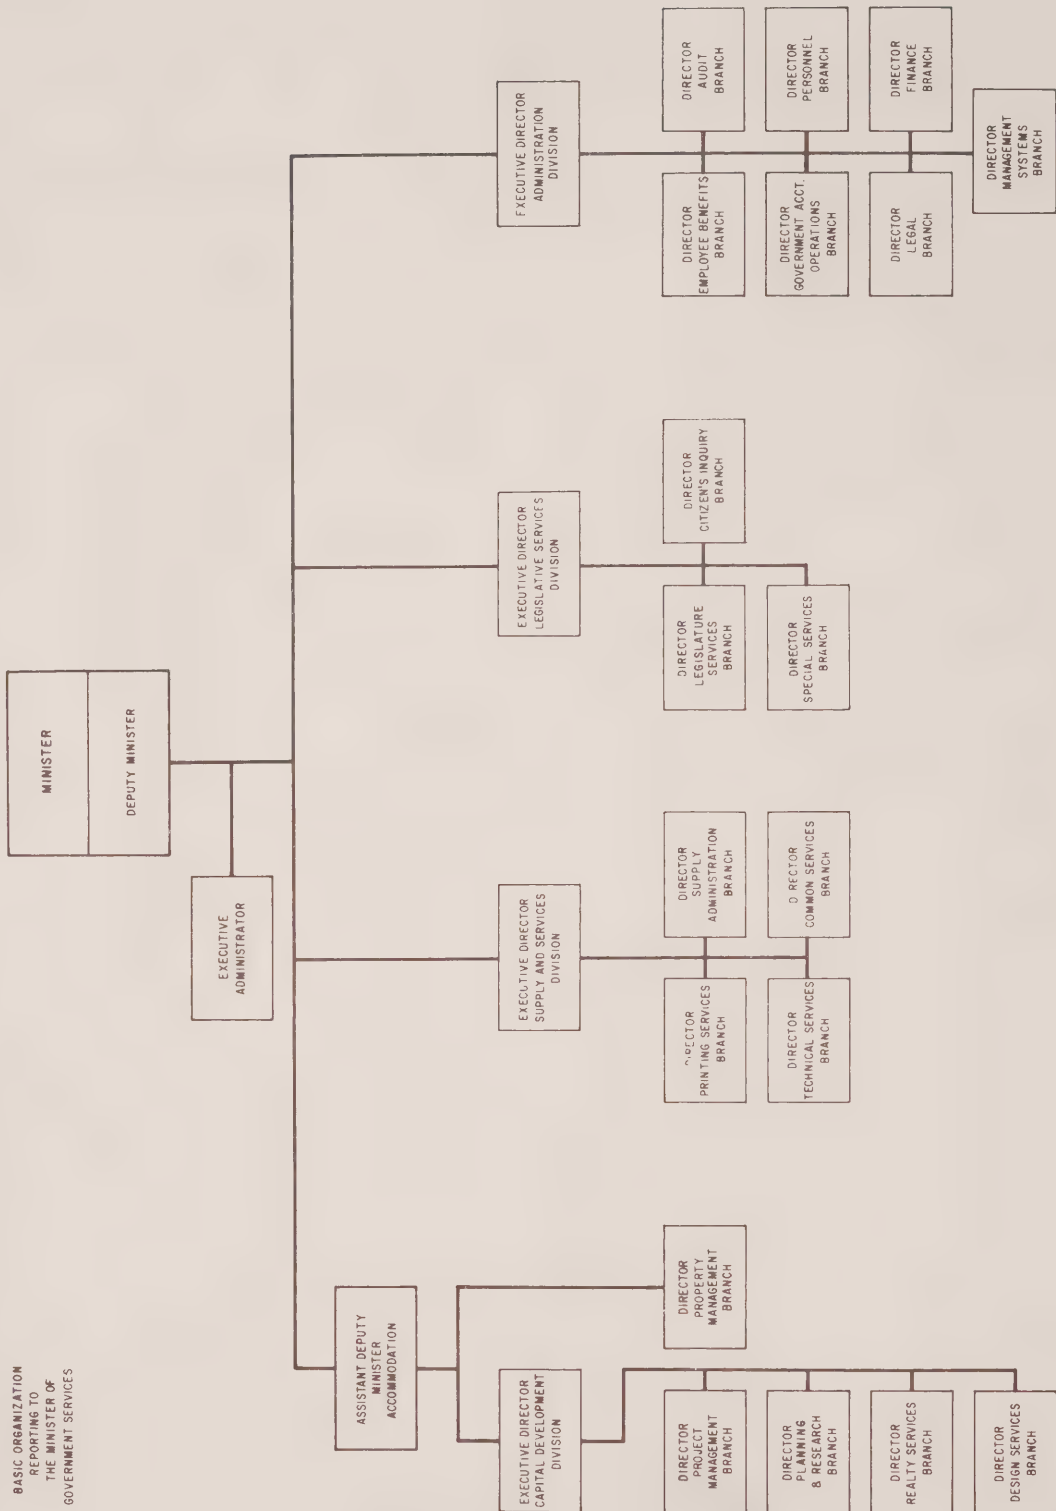 BASIC ORGANIZATION
REPORTING TO
THE MINISTER OF
GOVERNMENT SERVICES
MINISTER
DEPUTY MINISTER
EXECUTIVE
ADMINISTRATOR
ASSISTANT DEPUTY
MINISTER
ACCOMMODATION
EXECUTIVE DIRECTOR
CAPITAL DEVELOPMENT
DIVISION
DIRECTOR
PROJECT
MANAGEMENT
BRANCH
DIRECTOR
PLANNING
& RESEARCH
BRANCH
DIRECTOR
REALTY SERVICES
BRANCH
DIRECTOR
DESIGN SERVICES
BRANCH
DIRECTOR
PROPERTY
MANAGEMENT
BRANCH
EXECUTIVE DIRECTOR
SUPPLY AND SERVICES
DIVISION
DIRECTOR
PRINTING SERVICES
BRANCH
DIRECTOR
SUPPLY
ADMINISTRATION
BRANCH
DIRECTOR
TECHNICAL SERVICES
BRANCH
DIRECTOR
COMMON SERVICES
BRANCH
EXECUTIVE DIRECTOR
LEGISLATIVE SERVICES
DIVISION
DIRECTOR
LEGISLATURE
SERVICES
BRANCH
DIRECTOR
CITIZEN'S INQUIRY
BRANCH
DIRECTOR
SPECIAL SERVICES
BRANCH
EXECUTIVE DIRECTOR
ADMINISTRATION
DIVISION
DIRECTOR
EMPLOYEE BENEFITS
BRANCH
DIRECTOR
AUDIT
BRANCH
DIRECTOR
GOVERNMENT ACCT.
OPERATIONS
BRANCH
DIRECTOR
PERSONNEL
BRANCH
DIRECTOR
LEGAL
BRANCH
DIRECTOR
FINANCE
BRANCH
DIRECTOR
MANAGEMENT
SYSTEMS
BRANCH